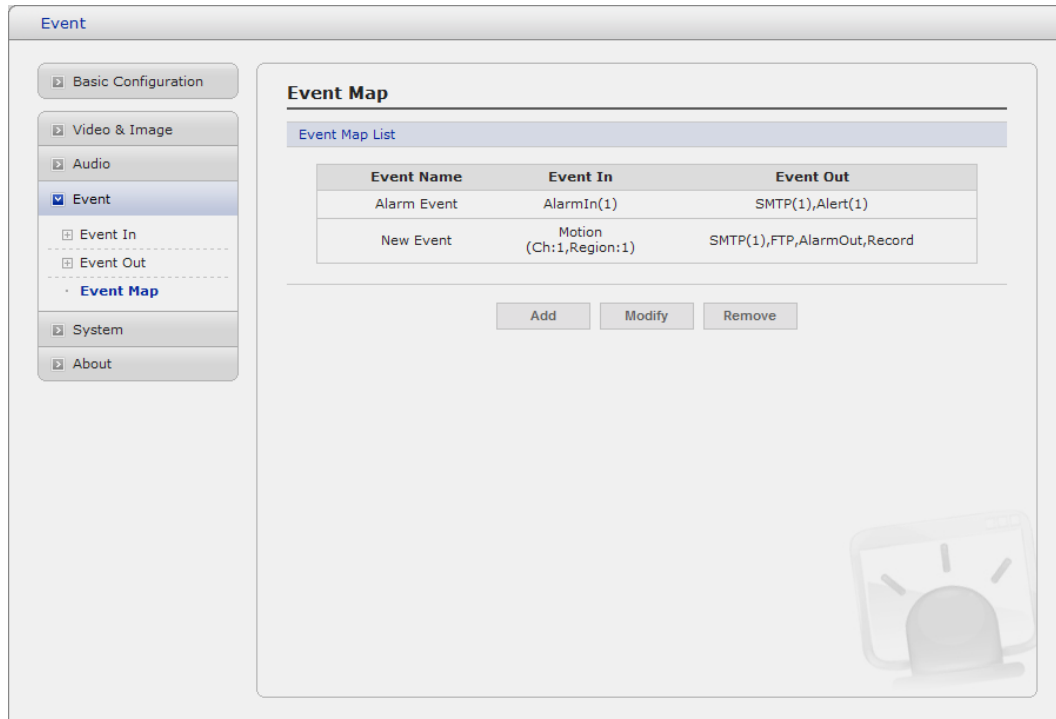 Event
Basic Configuration
Video & Image
Audio
Event
Event In
Event Out
Event Map
System
About
Event Map
Event Map List
Event Name Event In Event Out
Alarm Event AlarmIn(1) SMTP(1),Alert(1)
New Event Motion (Ch:1,Region:1) SMTP(1),FTP,AlarmOut,Record
Add Modify Remove